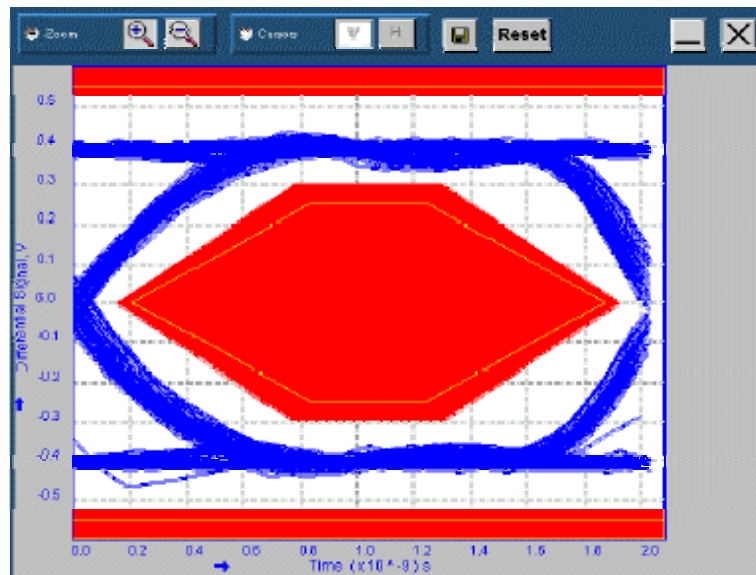 Zoom
Cursor
V
H
Reset
0.5
0.4
0.3
0.2
0.1
0.0
-0.1
-0.2
-0.3
-0.4
-0.5
Differential Signal, V
0.0 0.2 0.4 0.6 0.8 1.0 1.2 1.4 1.6 1.8 2.0
Time (x10^-9)s